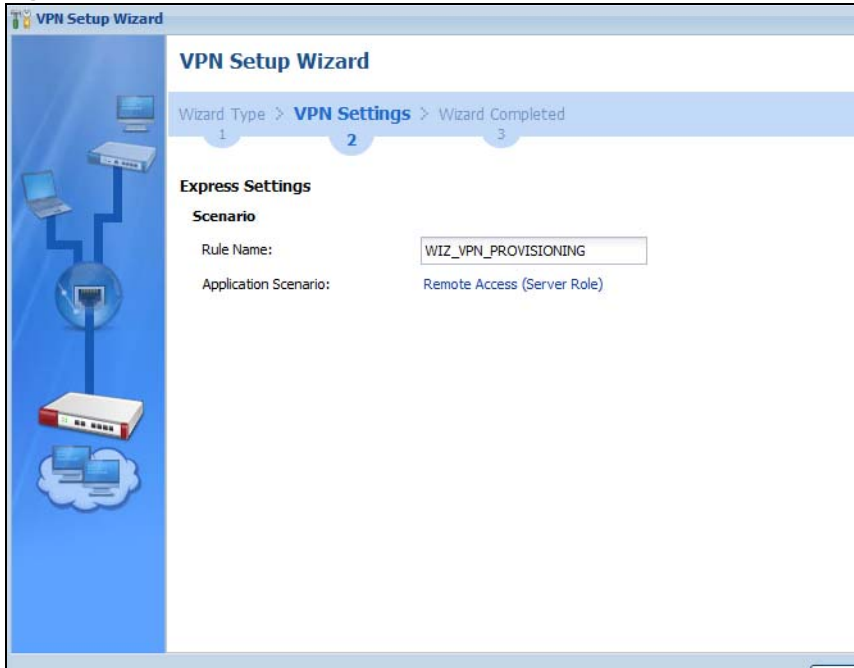 VPN Setup Wizard
VPN Setup Wizard
Wizard Type > VPN Settings > Wizard Completed
1 2 3
Express Settings
Scenario
Rule Name: WIZ_VPN_PROVISIONING
Application Scenario: Remote Access (Server Role)